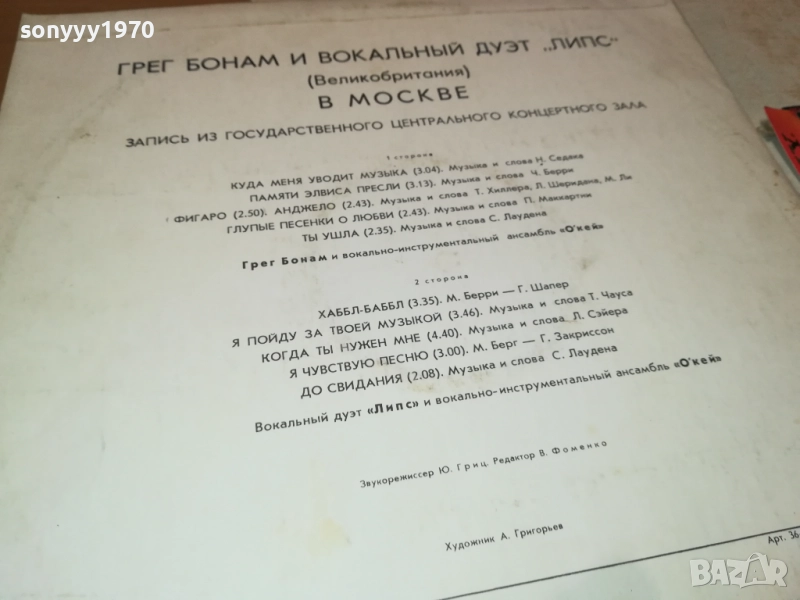 sonyyy1970
ГРЕГ БОНАМ И ВОКАЛЬНЫЙ ДУЭТ „ЛИПС“
(Великобритания)
В МОСКВЕ
ЗАПИСЬ ИЗ ГОСУДАРСТВЕННОГО ЦЕНТРАЛЬНОГО КОНЦЕРТНОГО ЗАЛА
1 сторона
КУДА МЕНЯ УВОДИТ МУЗЫКА (3.04). Музыка и слова Н. Седака
ПАМЯТИ ЭЛВИСА ПРЕСЛИ (3.13). Музыка и слова Ч. Берри
ФИГАРО (2.50). АНДЖЕЛО (2.43). Музыка и слова Т. Хиллера, Л. Шеридена, М. Ли
ГЛУПЫЕ ПЕСЕНКИ О ЛЮБВИ (2.43). Музыка и слова П. Маккартни
ТЫ УШЛА (2.35). Музыка и слова С. Лаудена
Грег Бонам и вокально-инструментальный ансамбль «О'кей»
2 сторона
ХАББЛ-БАББЛ (3.35). М. Берри — Г. Шапер
Я ПОЙДУ ЗА ТВОЕЙ МУЗЫКОЙ (3.46). Музыка и слова Т. Чауса
КОГДА ТЫ НУЖЕН МНЕ (4.40). Музыка и слова Л. Сэйера
Я ЧУВСТВУЮ ПЕСНЮ (3.00). М. Берг — Г. Закриссон
ДО СВИДАНИЯ (2.08). Музыка и слова С. Лаудена
Вокальный дуэт «Липс» и вокально-инструментальный ансамбль «О'кей»
Звукорежиссер Ю. Гриц. Редактор В. Фоменко
Художник А. Григорьев
Арт. 36
BAZAR